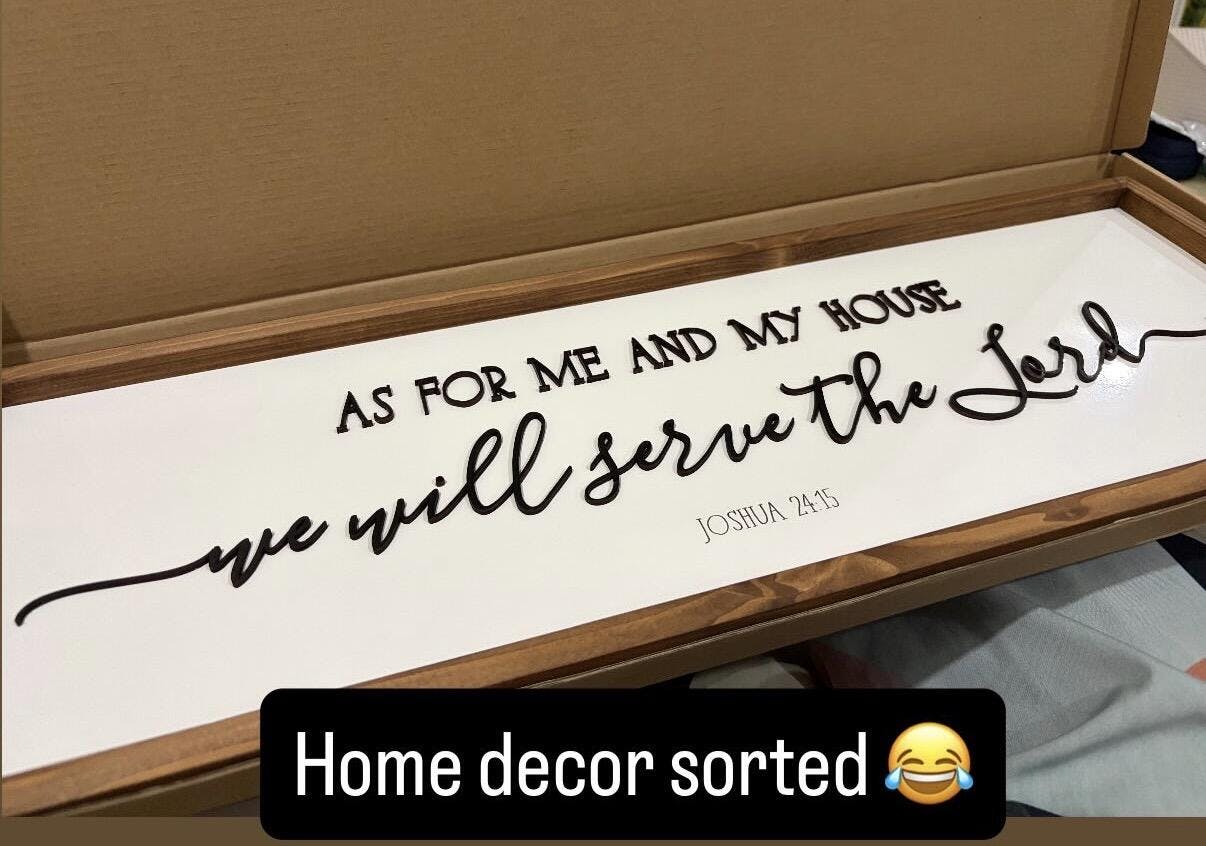 AS FOR ME AND MY HOUSE
we will serve the Lord
JOSHUA 24:15
Home decor sorted 😂